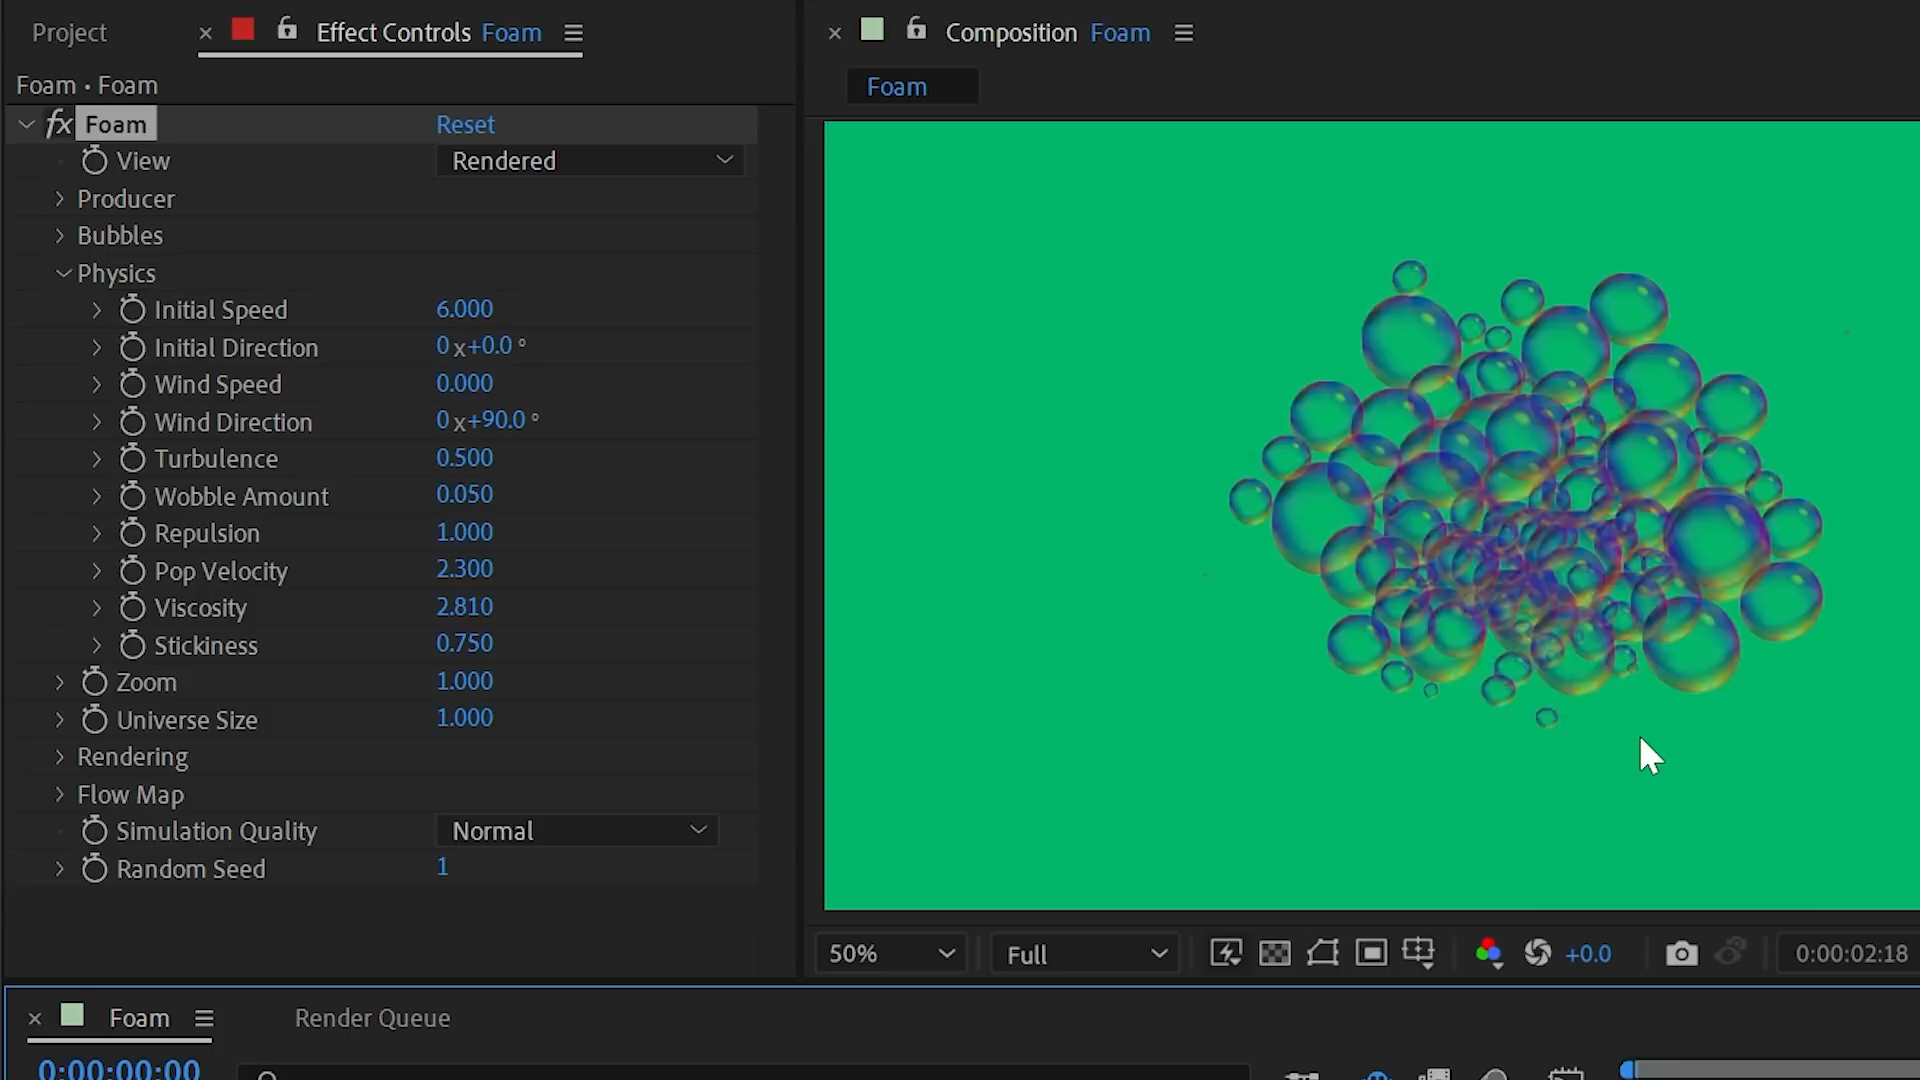 Project
× Effect Controls Foam
Foam • Foam
fx Foam Reset
View Rendered
Producer
Bubbles
Physics
Initial Speed 6.000
Initial Direction 0x+0.0°
Wind Speed 0.000
Wind Direction 0x+90.0°
Turbulence 0.500
Wobble Amount 0.050
Repulsion 1.000
Pop Velocity 2.300
Viscosity 2.810
Stickiness 0.750
Zoom 1.000
Universe Size 1.000
Rendering
Flow Map
Simulation Quality Normal
Random Seed 1
× Composition Foam
Foam
50% Full +0.0 0:00:02:18
× Foam Render Queue
0:00:00:00